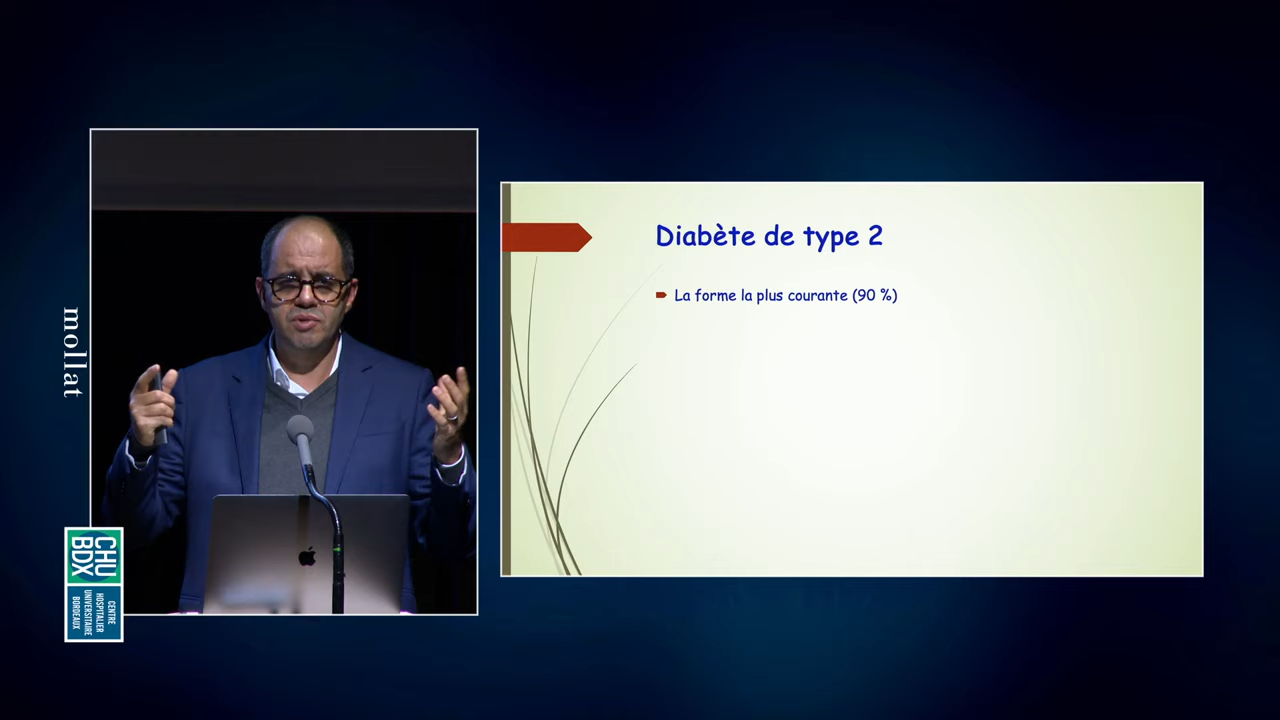 mollat
CHU
BDX
CENTRE
HOSPITALIER
UNIVERSITAIRE
BORDEAUX
Diabète de type 2
La forme la plus courante (90 %)